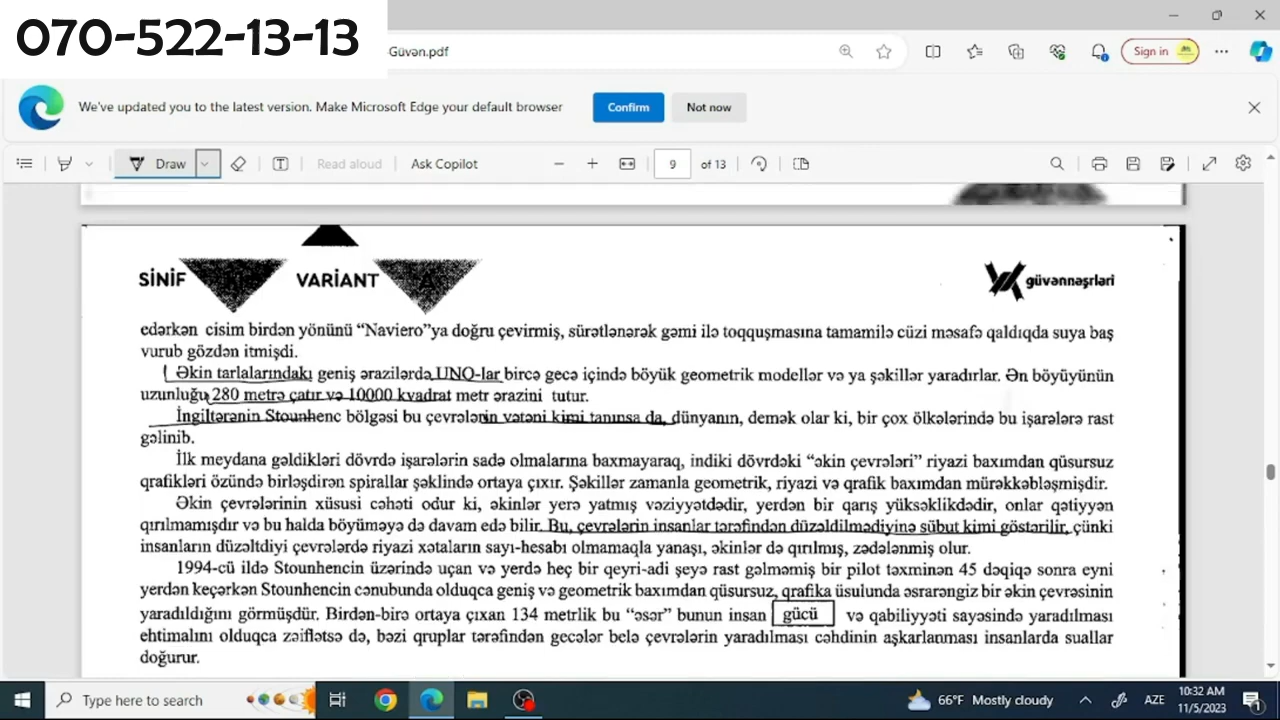 070-522-13-13
-Güvən.pdf
Sign in
We've updated you to the latest version. Make Microsoft Edge your default browser
Confirm
Not now
Draw
Read aloud
Ask Copilot
9
of 13
SİNİF
VARİANT
güvənnəşrləri
edərkən cisim birdən yönünü “Naviero”ya doğru çevirmiş, sürətlənərək gəmi ilə toqquşmasına tamamilə cüzi məsafə qaldıqda suya baş
vurub gözdən itmişdi.
Əkin tarlalarındakı geniş ərazilərdə UNO-lar bircə gecə içində böyük geometrik modellər və ya şəkillər yaradırlar. Ən böyüyünün
uzunluğu 280 metrə çatır və 10000 kvadrat metr ərazini tutur.
İngiltərənin Stounhenc bölgəsi bu çevrələrin vətəni kimi tanınsa da, dünyanın, demək olar ki, bir çox ölkələrində bu işarələrə rast
gəlinib.
İlk meydana gəldikləri dövrdə işarələrin sadə olmalarına baxmayaraq, indiki dövrdəki “əkin çevrələri” riyazi baxımdan qüsursuz
qrafikləri özündə birləşdirən spirallar şəklində ortaya çıxır. Şəkillər zamanla geometrik, riyazi və qrafik baxımdan mürəkkəbləşmişdir.
Əkin çevrələrinin xüsusi cəhəti odur ki, əkinlər yerə yatmış vəziyyətdədir, yerdən bir qarış yüksəklikdədir, onlar qətiyyən
qırılmamışdır və bu halda böyüməyə də davam edə bilir. Bu, çevrələrin insanlar tərəfindən düzəldilmədiyinə sübut kimi göstərilir, çünki
insanların düzəltdiyi çevrələrdə riyazi xətaların sayı-hesabı olmamaqla yanaşı, əkinlər də qırılmış, zədələnmiş olur.
1994-cü ildə Stounhencin üzərində uçan və yerdə heç bir qeyri-adi şeyə rast gəlməmiş bir pilot təxminən 45 dəqiqə sonra eyni
yerdən keçərkən Stounhencin cənubunda olduqca geniş və geometrik baxımdan qüsursuz, qrafika üsulunda əsrarəngiz bir əkin çevrəsinin
yaradıldığını görmüşdür. Birdən-birə ortaya çıxan 134 metrlik bu “əsər” bunun insan gücü və qabiliyyəti sayəsində yaradılması
ehtimalını olduqca zəiflətsə də, bəzi qruplar tərəfindən gecələr belə çevrələrin yaradılması cəhdinin aşkarlanması insanlarda suallar
doğurur.
Type here to search
66°F Mostly cloudy
AZE
10:32 AM
11/5/2023
1